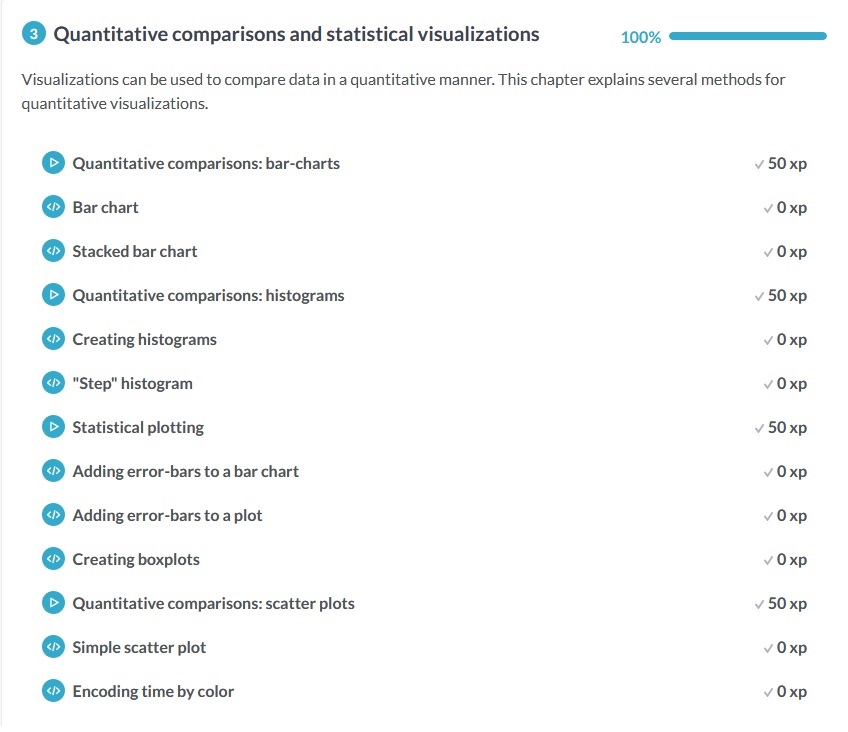 3 Quantitative comparisons and statistical visualizations 100%
Visualizations can be used to compare data in a quantitative manner. This chapter explains several methods for
quantitative visualizations.
Quantitative comparisons: bar-charts 50 xp
Bar chart 0 xp
Stacked bar chart 0 xp
Quantitative comparisons: histograms 50 xp
Creating histograms 0 xp
"Step" histogram 0 xp
Statistical plotting 50 xp
Adding error-bars to a bar chart 0 xp
Adding error-bars to a plot 0 xp
Creating boxplots 0 xp
Quantitative comparisons: scatter plots 50 xp
Simple scatter plot 0 xp
Encoding time by color 0 xp